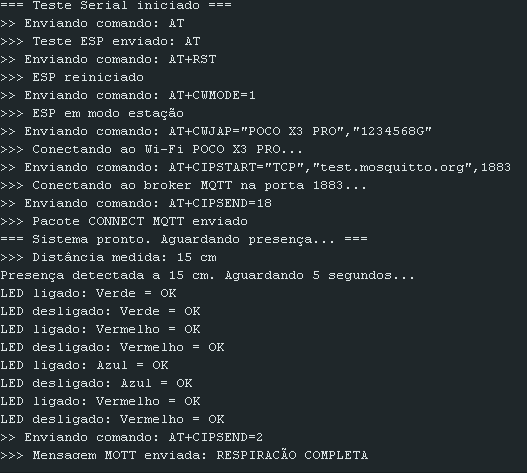 === Teste Serial iniciado ===
>> Enviando comando: AT
>>> Teste ESP enviado: AT
>> Enviando comando: AT+RST
>>> ESP reiniciado
>> Enviando comando: AT+CWMODE=1
>>> ESP em modo estação
>> Enviando comando: AT+CWJAP="POCO X3 PRO","1234568G"
>>> Conectando ao Wi-Fi POCO X3 PRO...
>> Enviando comando: AT+CIPSTART="TCP","test.mosquitto.org",1883
>>> Conectando ao broker MQTT na porta 1883...
>> Enviando comando: AT+CIPSEND=18
>>> Pacote CONNECT MQTT enviado
=== Sistema pronto. Aguardando presença... ===
>>> Distância medida: 15 cm
Presença detectada a 15 cm. Aguardando 5 segundos...
LED ligado: Verde = OK
LED desligado: Verde = OK
LED ligado: Vermelho = OK
LED desligado: Vermelho = OK
LED ligado: Azul = OK
LED desligado: Azul = OK
LED ligado: Vermelho = OK
LED desligado: Vermelho = OK
>> Enviando comando: AT+CIPSEND=2
>>> Mensagem MQTT enviada: RESPIRAÇÃO COMPLETA